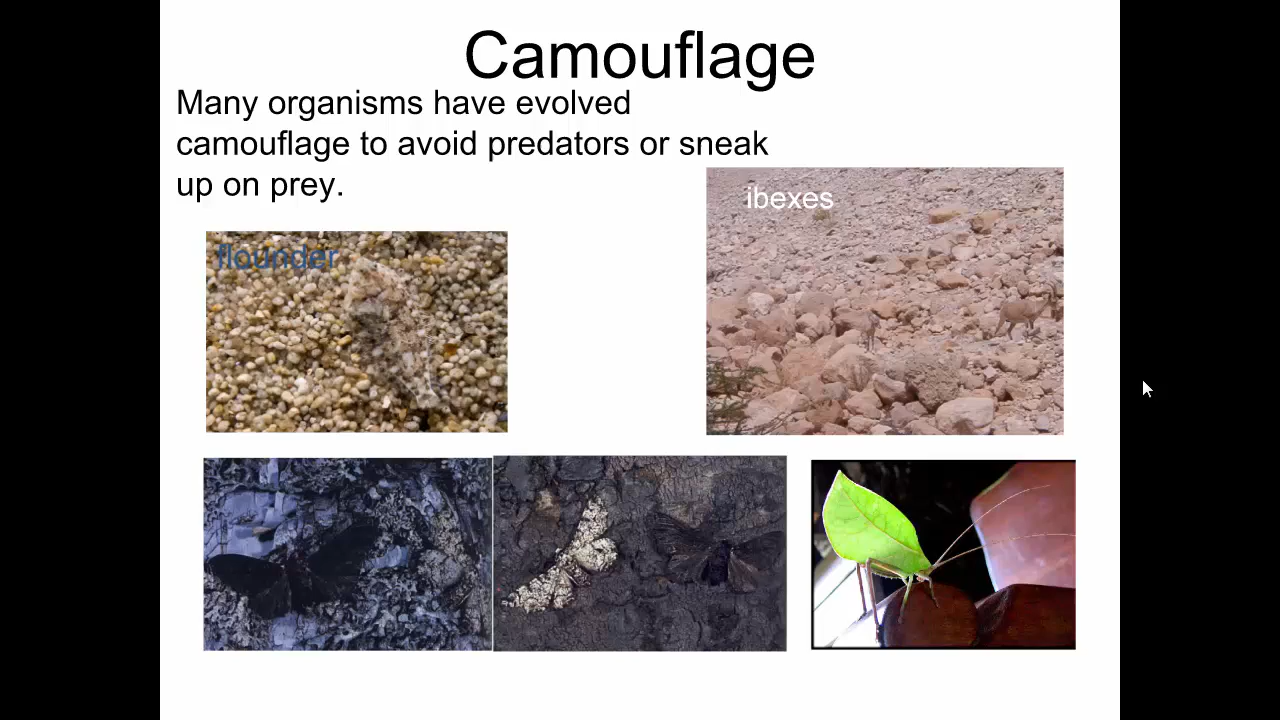 Camouflage
Many organisms have evolved
camouflage to avoid predators or sneak
up on prey.
ibexes
flounder